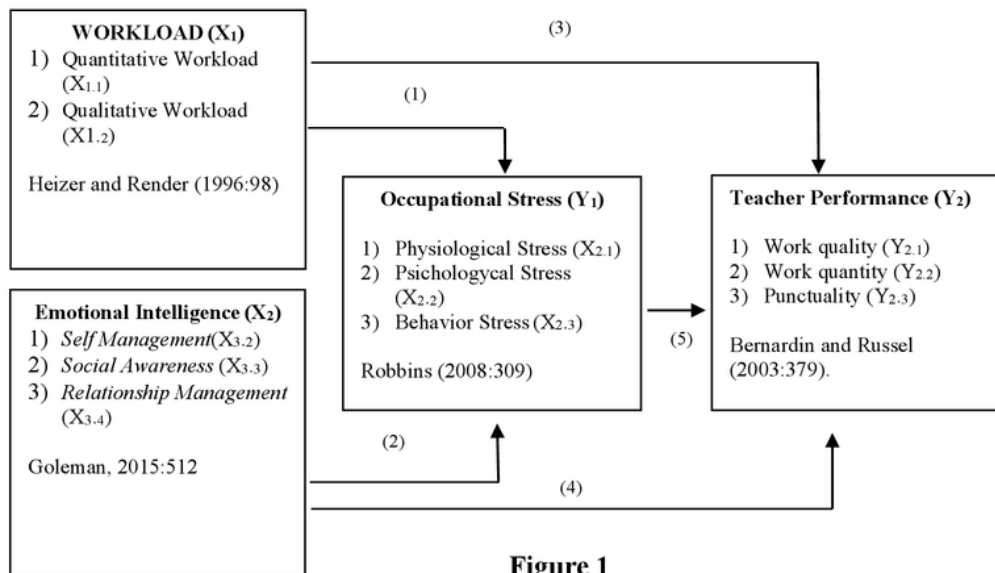 WORKLOAD (X₁)
1) Quantitative Workload
(X₁.₁)
2) Qualitative Workload
(X1.₂)
Heizer and Render (1996:98)
(3)
(1)
Occupational Stress (Y₁)
1) Physiological Stress (X₂.₁)
2) Psichologycal Stress
(X₂.₂)
3) Behavior Stress (X₂.₃)
Robbins (2008:309)
Teacher Performance (Y₂)
1) Work quality (Y₂.₁)
2) Work quantity (Y₂.₂)
3) Punctuality (Y₂.₃)
Bernardin and Russel
(2003:379).
(5)
Emotional Intelligence (X₂)
1) Self Management(X₃.₂)
2) Social Awareness (X₃.₃)
3) Relationship Management
(X₃.₄)
Goleman, 2015:512
(2)
(4)
Figure 1